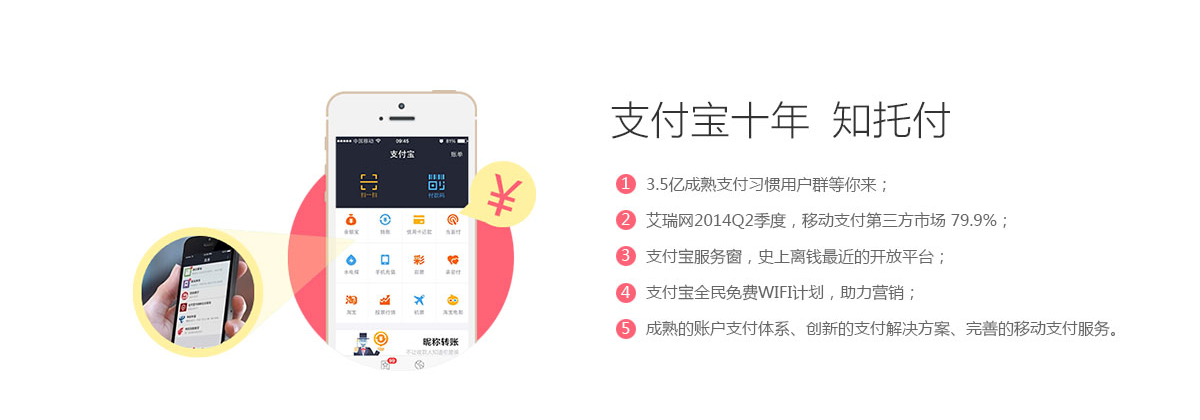 支付宝十年 知托付
1 3.5亿成熟支付习惯用户群等你来；
2 艾瑞网2014Q2季度，移动支付第三方市场 79.9%；
3 支付宝服务窗，史上离钱最近的开放平台；
4 支付宝全民免费WIFI计划，助力营销；
5 成熟的账户支付体系、创新的支付解决方案、完善的移动支付服务。
中国移动 09:45 81%
支付宝 账单
扫一扫 付款码
余额宝 转账 信用卡还款 当面付
水电煤 手机充值 彩票 亲密付
淘宝 股票行情 机票 淘宝电影
昵称转账